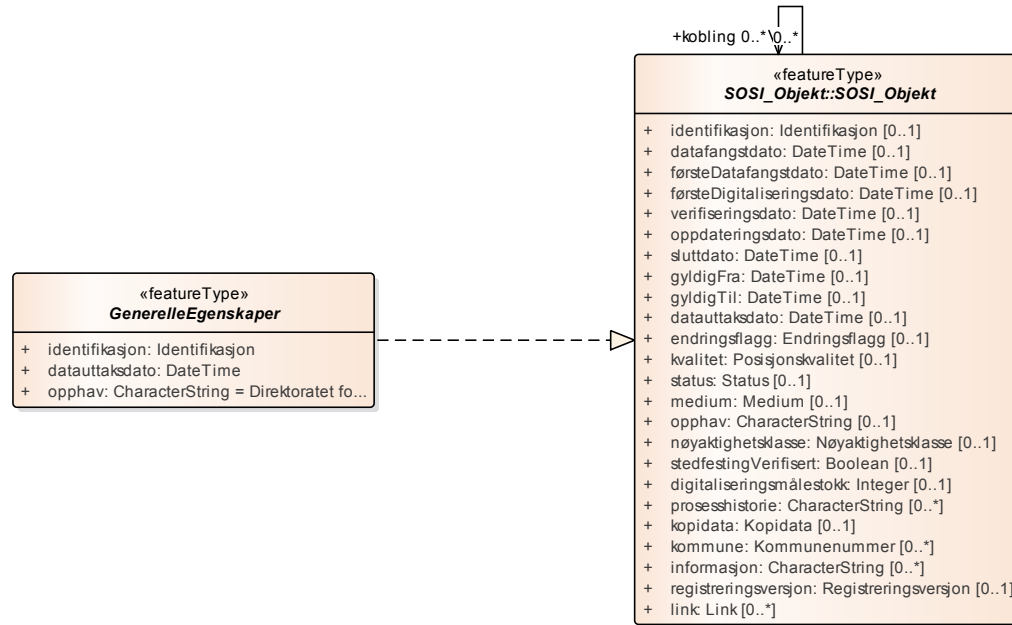 +kobling 0..* 0..*
«featureType»
SOSI_Objekt::SOSI_Objekt
+ identifikasjon: Identifikasjon [0..1]
+ datafangstdato: DateTime [0..1]
+ førsteDatafangstdato: DateTime [0..1]
+ førsteDigitaliseringsdato: DateTime [0..1]
+ verifiseringsdato: DateTime [0..1]
+ oppdateringsdato: DateTime [0..1]
+ sluttdato: DateTime [0..1]
+ gyldigFra: DateTime [0..1]
+ gyldigTil: DateTime [0..1]
+ datauttaksdato: DateTime [0..1]
+ endringsflagg: Endringsflagg [0..1]
+ kvalitet: Posisjonskvalitet [0..1]
+ status: Status [0..1]
+ medium: Medium [0..1]
+ opphav: CharacterString [0..1]
+ nøyaktighetsklasse: Nøyaktighetsklasse [0..1]
+ stedfestingVerifisert: Boolean [0..1]
+ digitaliseringsmålestokk: Integer [0..1]
+ prosesshistorie: CharacterString [0..*]
+ kopidata: Kopidata [0..1]
+ kommune: Kommunenummer [0..*]
+ informasjon: CharacterString [0..*]
+ registreringsversjon: Registreringsversjon [0..1]
+ link: Link [0..*]
«featureType»
GenerelleEgenskaper
+ identifikasjon: Identifikasjon
+ datauttaksdato: DateTime
+ opphav: CharacterString = Direktoratet fo...